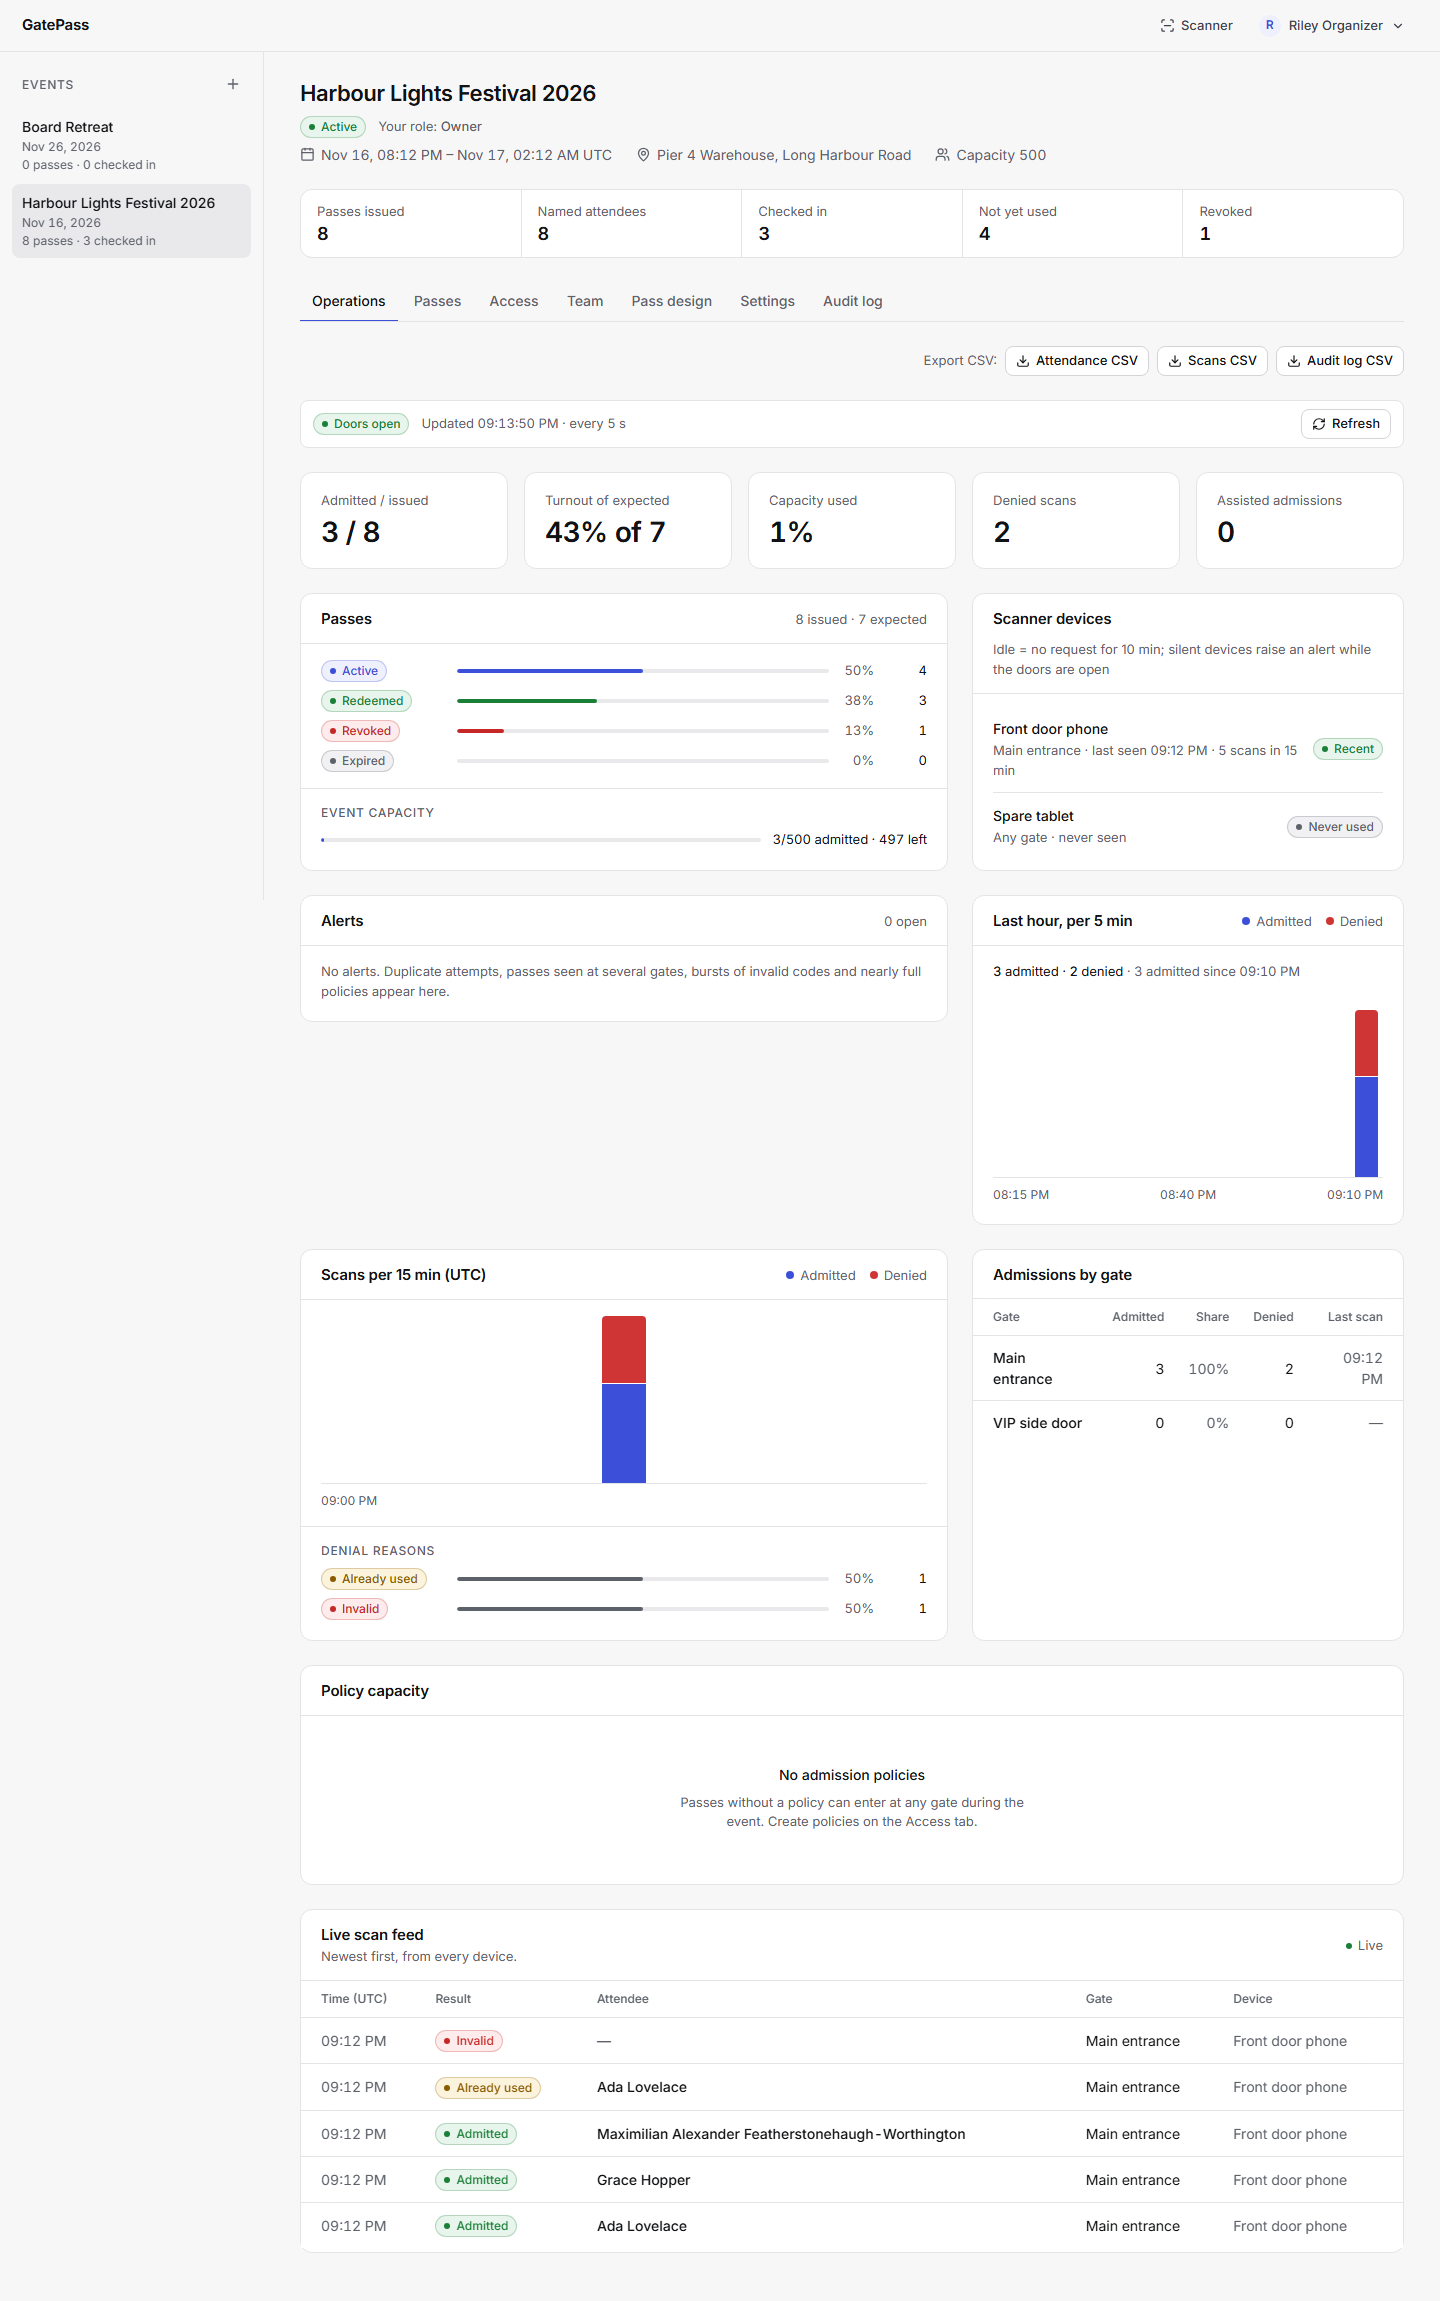 GatePass
Scanner
R
Riley Organizer
EVENTS
Board Retreat
Nov 26, 2026
0 passes · 0 checked in
Harbour Lights Festival 2026
Nov 16, 2026
8 passes · 3 checked in
Harbour Lights Festival 2026
Active
Your role: Owner
Nov 16, 08:12 PM – Nov 17, 02:12 AM UTC
Pier 4 Warehouse, Long Harbour Road
Capacity 500
Passes issued
8
Named attendees
8
Checked in
3
Not yet used
4
Revoked
1
Operations
Passes
Access
Team
Pass design
Settings
Audit log
Export CSV:
Attendance CSV
Scans CSV
Audit log CSV
Doors open
Updated 09:13:50 PM · every 5 s
Refresh
Admitted / issued
3 / 8
Turnout of expected
43% of 7
Capacity used
1%
Denied scans
2
Assisted admissions
0
Passes
8 issued · 7 expected
Active 50% 4
Redeemed 38% 3
Revoked 13% 1
Expired 0% 0
EVENT CAPACITY
3/500 admitted · 497 left
Scanner devices
Idle = no request for 10 min; silent devices raise an alert while
the doors are open
Front door phone
Main entrance · last seen 09:12 PM · 5 scans in 15
min
Recent
Spare tablet
Any gate · never seen
Never used
Alerts
0 open
No alerts. Duplicate attempts, passes seen at several gates, bursts of invalid codes and nearly full
policies appear here.
Last hour, per 5 min
Admitted
Denied
3 admitted · 2 denied · 3 admitted since 09:10 PM
08:15 PM 08:40 PM 09:10 PM
Scans per 15 min (UTC)
Admitted
Denied
09:00 PM
DENIAL REASONS
Already used 50% 1
Invalid 50% 1
Admissions by gate
Gate Admitted Share Denied Last scan
Main
entrance
3 100% 2
09:12
PM
VIP side door 0 0% 0 —
Policy capacity
No admission policies
Passes without a policy can enter at any gate during the
event. Create policies on the Access tab.
Live scan feed
Newest first, from every device.
Live
Time (UTC) Result Attendee Gate Device
09:12 PM Invalid — Main entrance Front door phone
09:12 PM Already used Ada Lovelace Main entrance Front door phone
09:12 PM Admitted Maximilian Alexander Featherstonehaugh-Worthington Main entrance Front door phone
09:12 PM Admitted Grace Hopper Main entrance Front door phone
09:12 PM Admitted Ada Lovelace Main entrance Front door phone